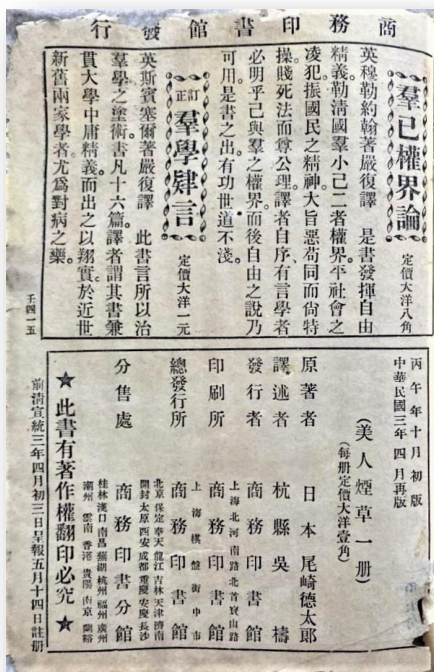 商務印書館發行
羣己權界論
定價大洋八角
英穆勒約翰著嚴復譯　是書發揮自由
精義勒清國羣小己二者權界平社會之
凌犯振國民之精神大旨惡苟同而尙特
操賤死法而尊公理譯者自序有言學者
必明乎己與羣之權界而後自由之說乃
可用是書之出有功世道不淺
訂正 羣學肄言
定價大洋一元
英斯賓塞爾著嚴復譯　此書言所以治
羣學之塗術書凡十六篇譯者謂其書兼
貫大學中庸精義而出之以翔實於近世
新舊兩家學者尤爲對病之藥
壬四一五
丙午年十月初版
中華民國三年四月再版
（美人煙草一册）
（每册定價大洋壹角）
原著者　日本　尾崎德太郎
譯述者　杭縣吳檮
發行者　商務印書館
上海北河南路北首寶山路
印刷所　商務印書館
上海棋盤街中市
總發行所　商務印書館
北京保定奉天龍江吉林天津濟南
開封太原西安成都重慶安慶長沙
分售處　商務印書分館
桂林漢口南昌蕪湖杭州福州廣州
潮州雲南香港貴陽南京蘭谿
★此書有著作權翻印必究★
前清宣統三年四月初三日呈報五月十四日註册